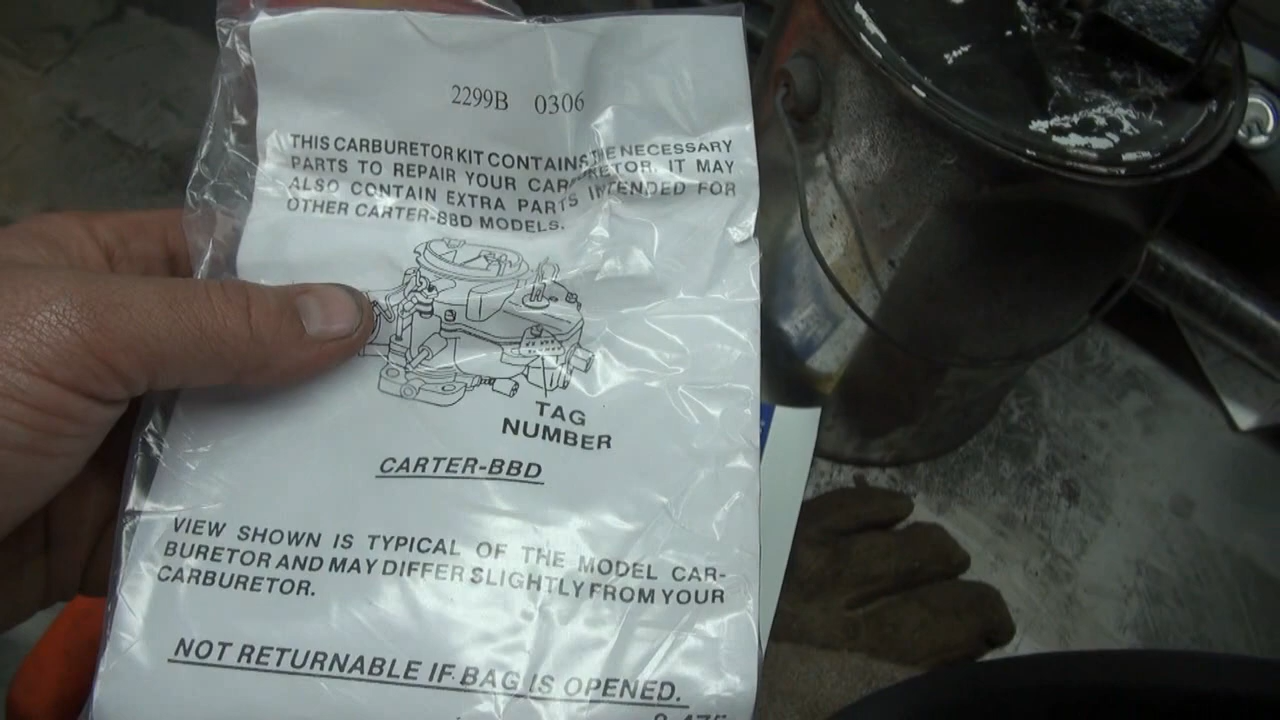 2299B 0306
THIS CARBURETOR KIT CONTAINS THE NECESSARY
PARTS TO REPAIR YOUR CARBURETOR. IT MAY
ALSO CONTAIN EXTRA PARTS INTENDED FOR
OTHER CARTER-BBD MODELS.
TAG
NUMBER
CARTER-BBD
VIEW SHOWN IS TYPICAL OF THE MODEL CAR-
BURETOR AND MAY DIFFER SLIGHTLY FROM YOUR
CARBURETOR.
NOT RETURNABLE IF BAG IS OPENED.